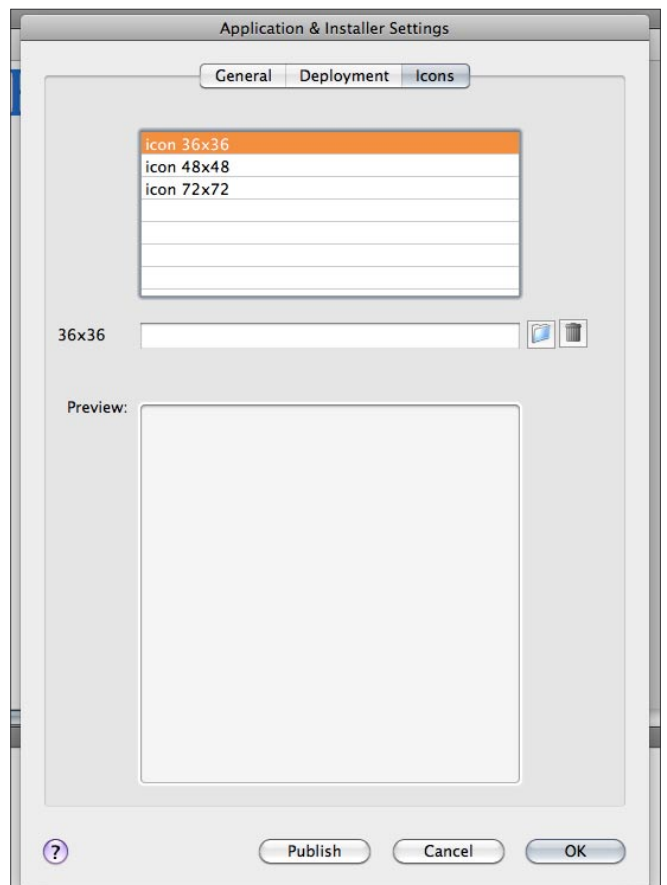 Application & Installer Settings
General Deployment Icons
icon 36x36
icon 48x48
icon 72x72
36x36
Preview:
? Publish Cancel OK